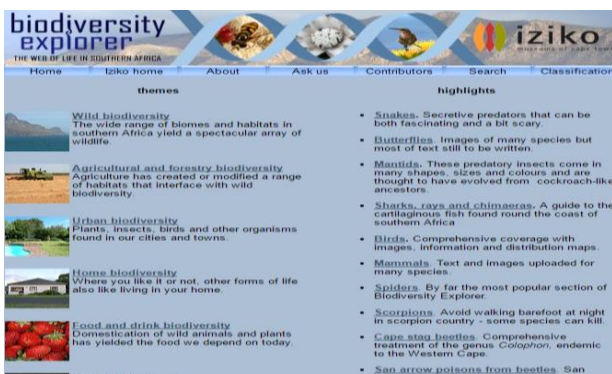 biodiversity
explorer
THE WEB OF LIFE IN SOUTHERN AFRICA
iziko
museums of cape town
Home Iziko home About Ask us Contributors Search Classification
themes
Wild biodiversity
The wide range of biomes and habitats in
southern Africa yield a spectacular array of
wildlife.
Agricultural and forestry biodiversity
Agriculture has created or modified a range
of habitats that interface with wild
biodiversity.
Urban biodiversity
Plants, insects, birds and other organisms
found in our cities and towns.
Home biodiversity
Where you like it or not, other forms of life
also like living in your home.
Food and drink biodiversity
Domestication of wild animals and plants
has yielded the food we depend on today.
highlights
• Snakes. Secretive predators that can be
both fascinating and a bit scary.
• Butterflies. Images of many species but
most of text still to be written.
• Mantids. These predatory insects come in
many shapes, sizes and colours and are
thought to have evolved from cockroach-like
ancestors.
• Sharks, rays and chimaeras. A guide to the
cartilaginous fish found round the coast of
southern Africa
• Birds. Comprehensive coverage with
images, information and distribution maps.
• Mammals. Text and images uploaded for
many species.
• Spiders. By far the most popular section of
Biodiversity Explorer.
• Scorpions. Avoid walking barefoot at night
in scorpion country - some species can kill.
• Cape stag beetles. Comprehensive
treatment of the genus Colophon, endemic
to the Western Cape.
• San arrow poisons from beetles. San